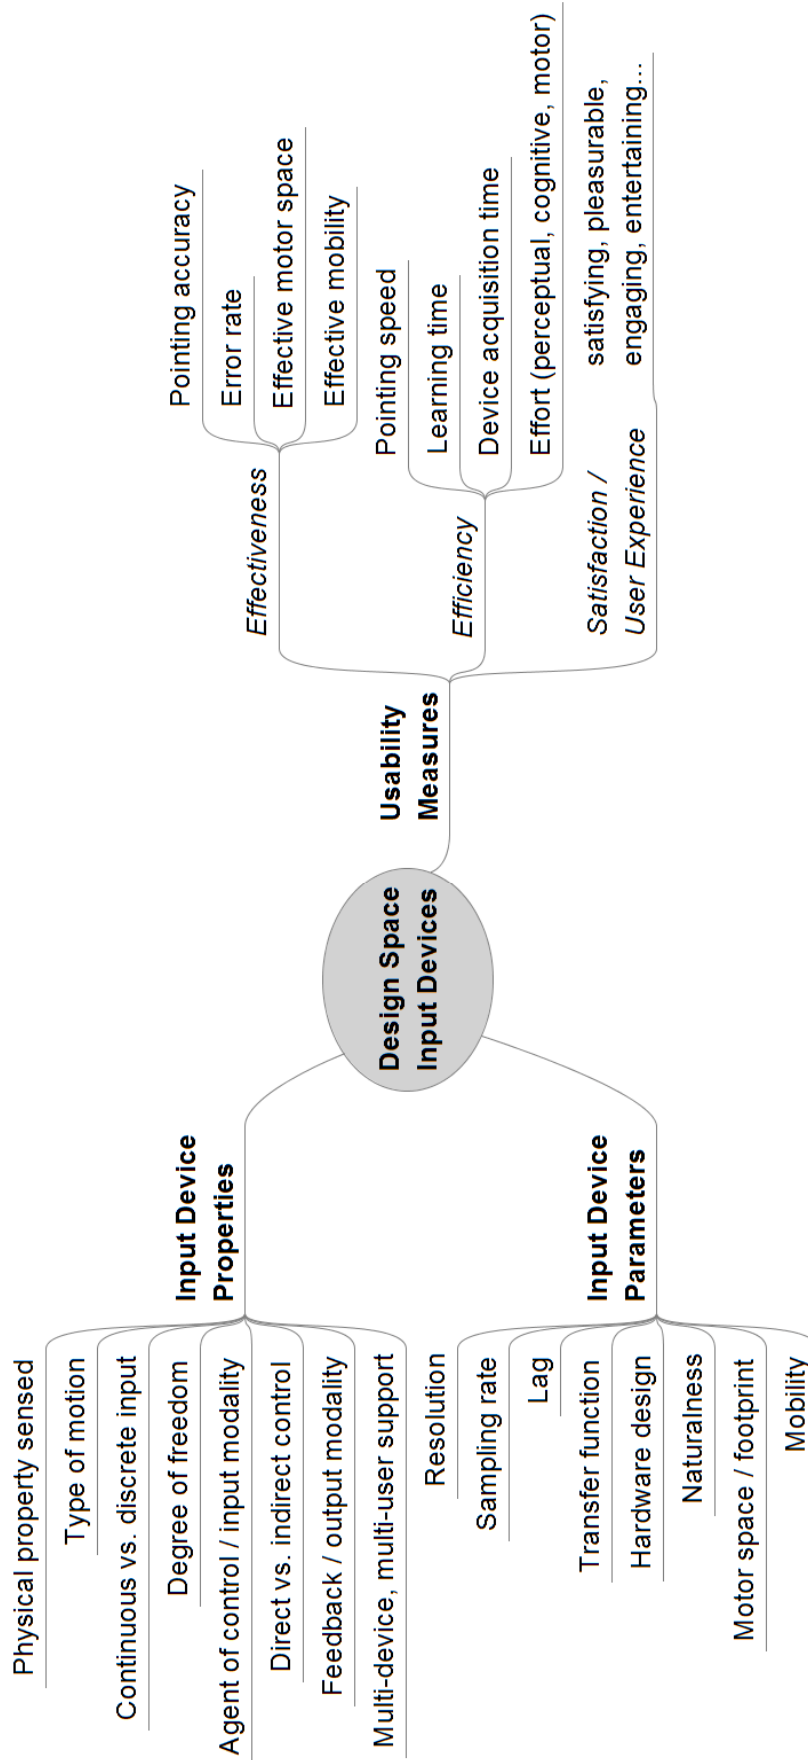 Design Space
Input Devices
Input Device
Properties
Physical property sensed
Type of motion
Continuous vs. discrete input
Degree of freedom
Agent of control / input modality
Direct vs. indirect control
Feedback / output modality
Multi-device, multi-user support
Input Device
Parameters
Resolution
Sampling rate
Lag
Transfer function
Hardware design
Naturalness
Motor space / footprint
Mobility
Usability
Measures
Effectiveness
Pointing accuracy
Error rate
Effective motor space
Effective mobility
Efficiency
Pointing speed
Learning time
Device acquisition time
Effort (perceptual, cognitive, motor)
Satisfaction /
User Experience
satisfying, pleasurable,
engaging, entertaining...